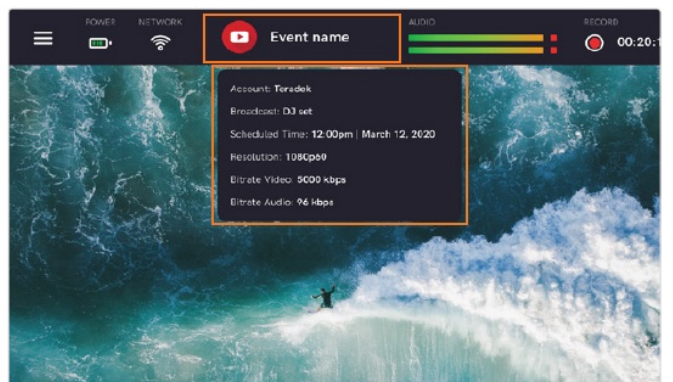 POWER
NETWORK
Event name
AUDIO
RECORD
00:20:1
Account: Teradek
Broadcast: DJ set
Scheduled Time: 12:00pm | March 12, 2020
Resolution: 1080p60
Bitrate Video: 5000 kbps
Bitrate Audio: 96 kbps